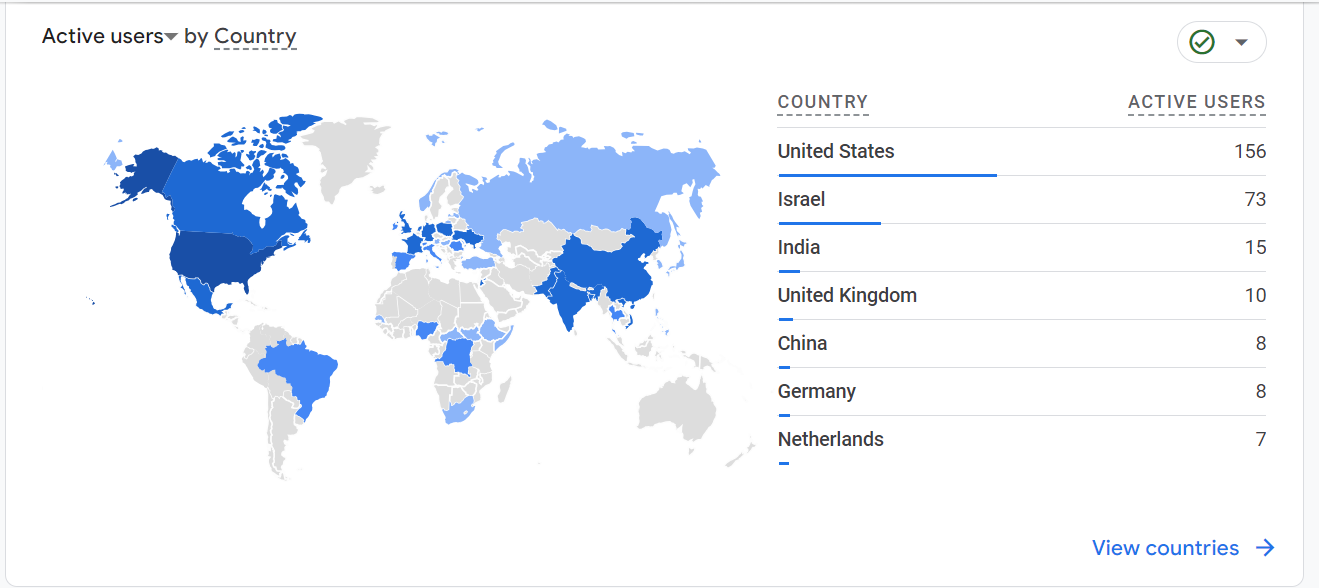 Active users by Country
COUNTRY ACTIVE USERS
United States 156
Israel 73
India 15
United Kingdom 10
China 8
Germany 8
Netherlands 7
View countries